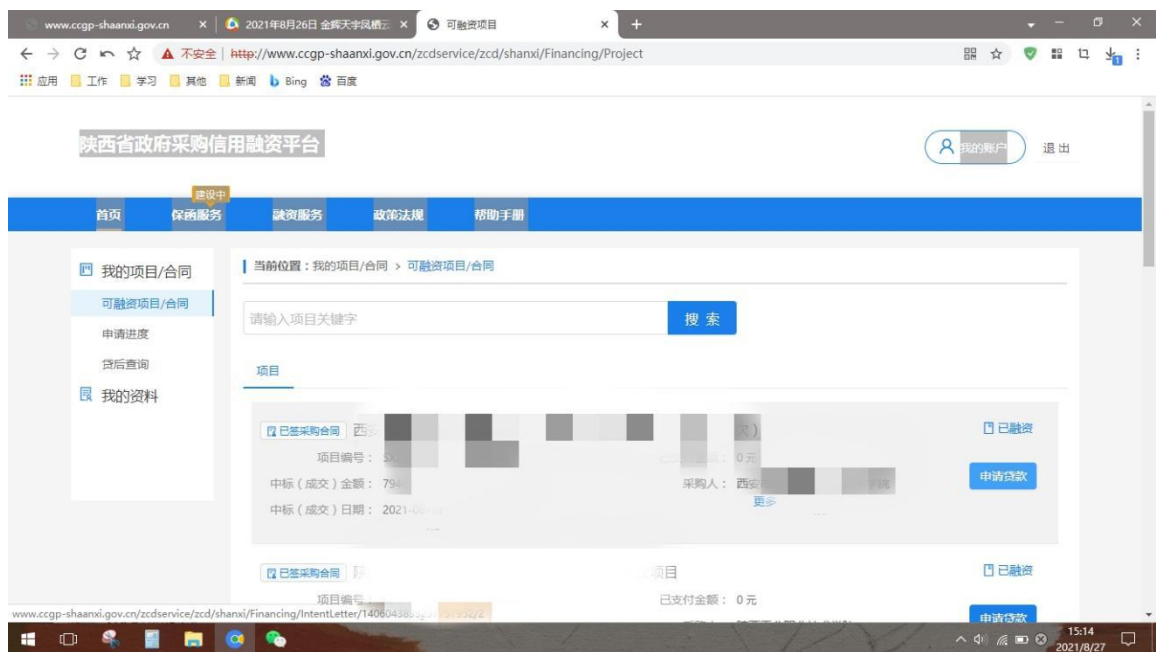 www.ccgp-shaanxi.gov.cn
2021年8月26日 金辉天宇凤栖云
可融资项目
不安全 http://www.ccgp-shaanxi.gov.cn/zcdservice/zcd/shanxi/Financing/Project
应用 工作 学习 其他 新闻 Bing 百度
陕西省政府采购信用融资平台
我的账户 退出
建设中
首页 保函服务 融资服务 政策法规 帮助手册
我的项目/合同
可融资项目/合同
申请进度
贷后查询
我的资料
当前位置：我的项目/合同 > 可融资项目/合同
请输入项目关键字 搜索
项目
已签采购合同 西安 次） 已融资
项目编号： 0元
中标（成交）金额： 794 采购人： 西安 学院 申请贷款
更多
中标（成交）日期： 2021-0
已签采购合同 项目 已融资
项目编号 已支付金额： 0元
申请贷款
www.ccgp-shaanxi.gov.cn/zcdservice/zcd/shanxi/Financing/IntentLetter/
15:14
2021/8/27